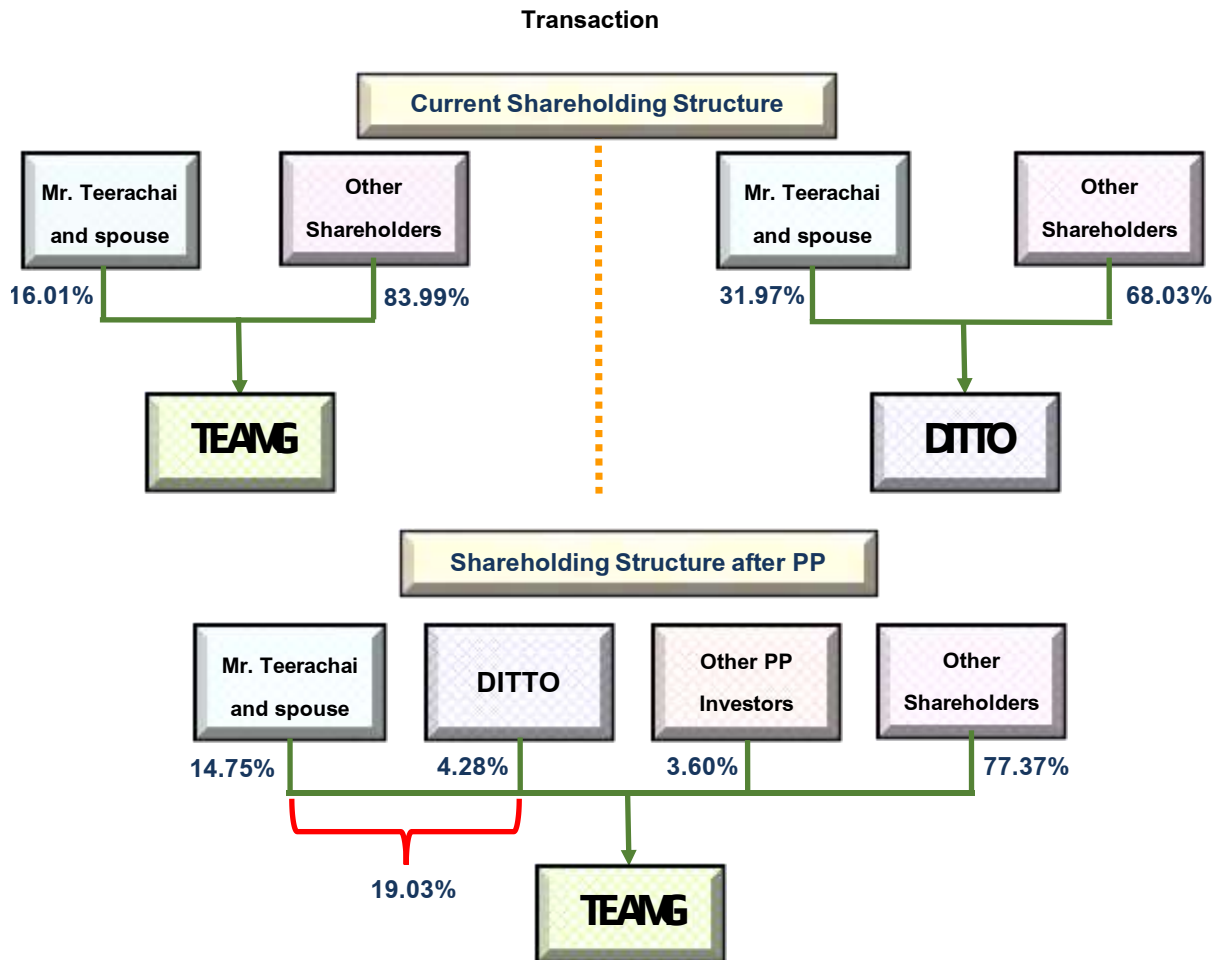 Transaction
Current Shareholding Structure
Mr. Teerachai
and spouse
Other
Shareholders
Mr. Teerachai
and spouse
Other
Shareholders
16.01%
83.99%
31.97%
68.03%
TEAMG
DITTO
Shareholding Structure after PP
Mr. Teerachai
and spouse
DITTO
Other PP
Investors
Other
Shareholders
14.75%
4.28%
3.60%
77.37%
19.03%
TEAMG